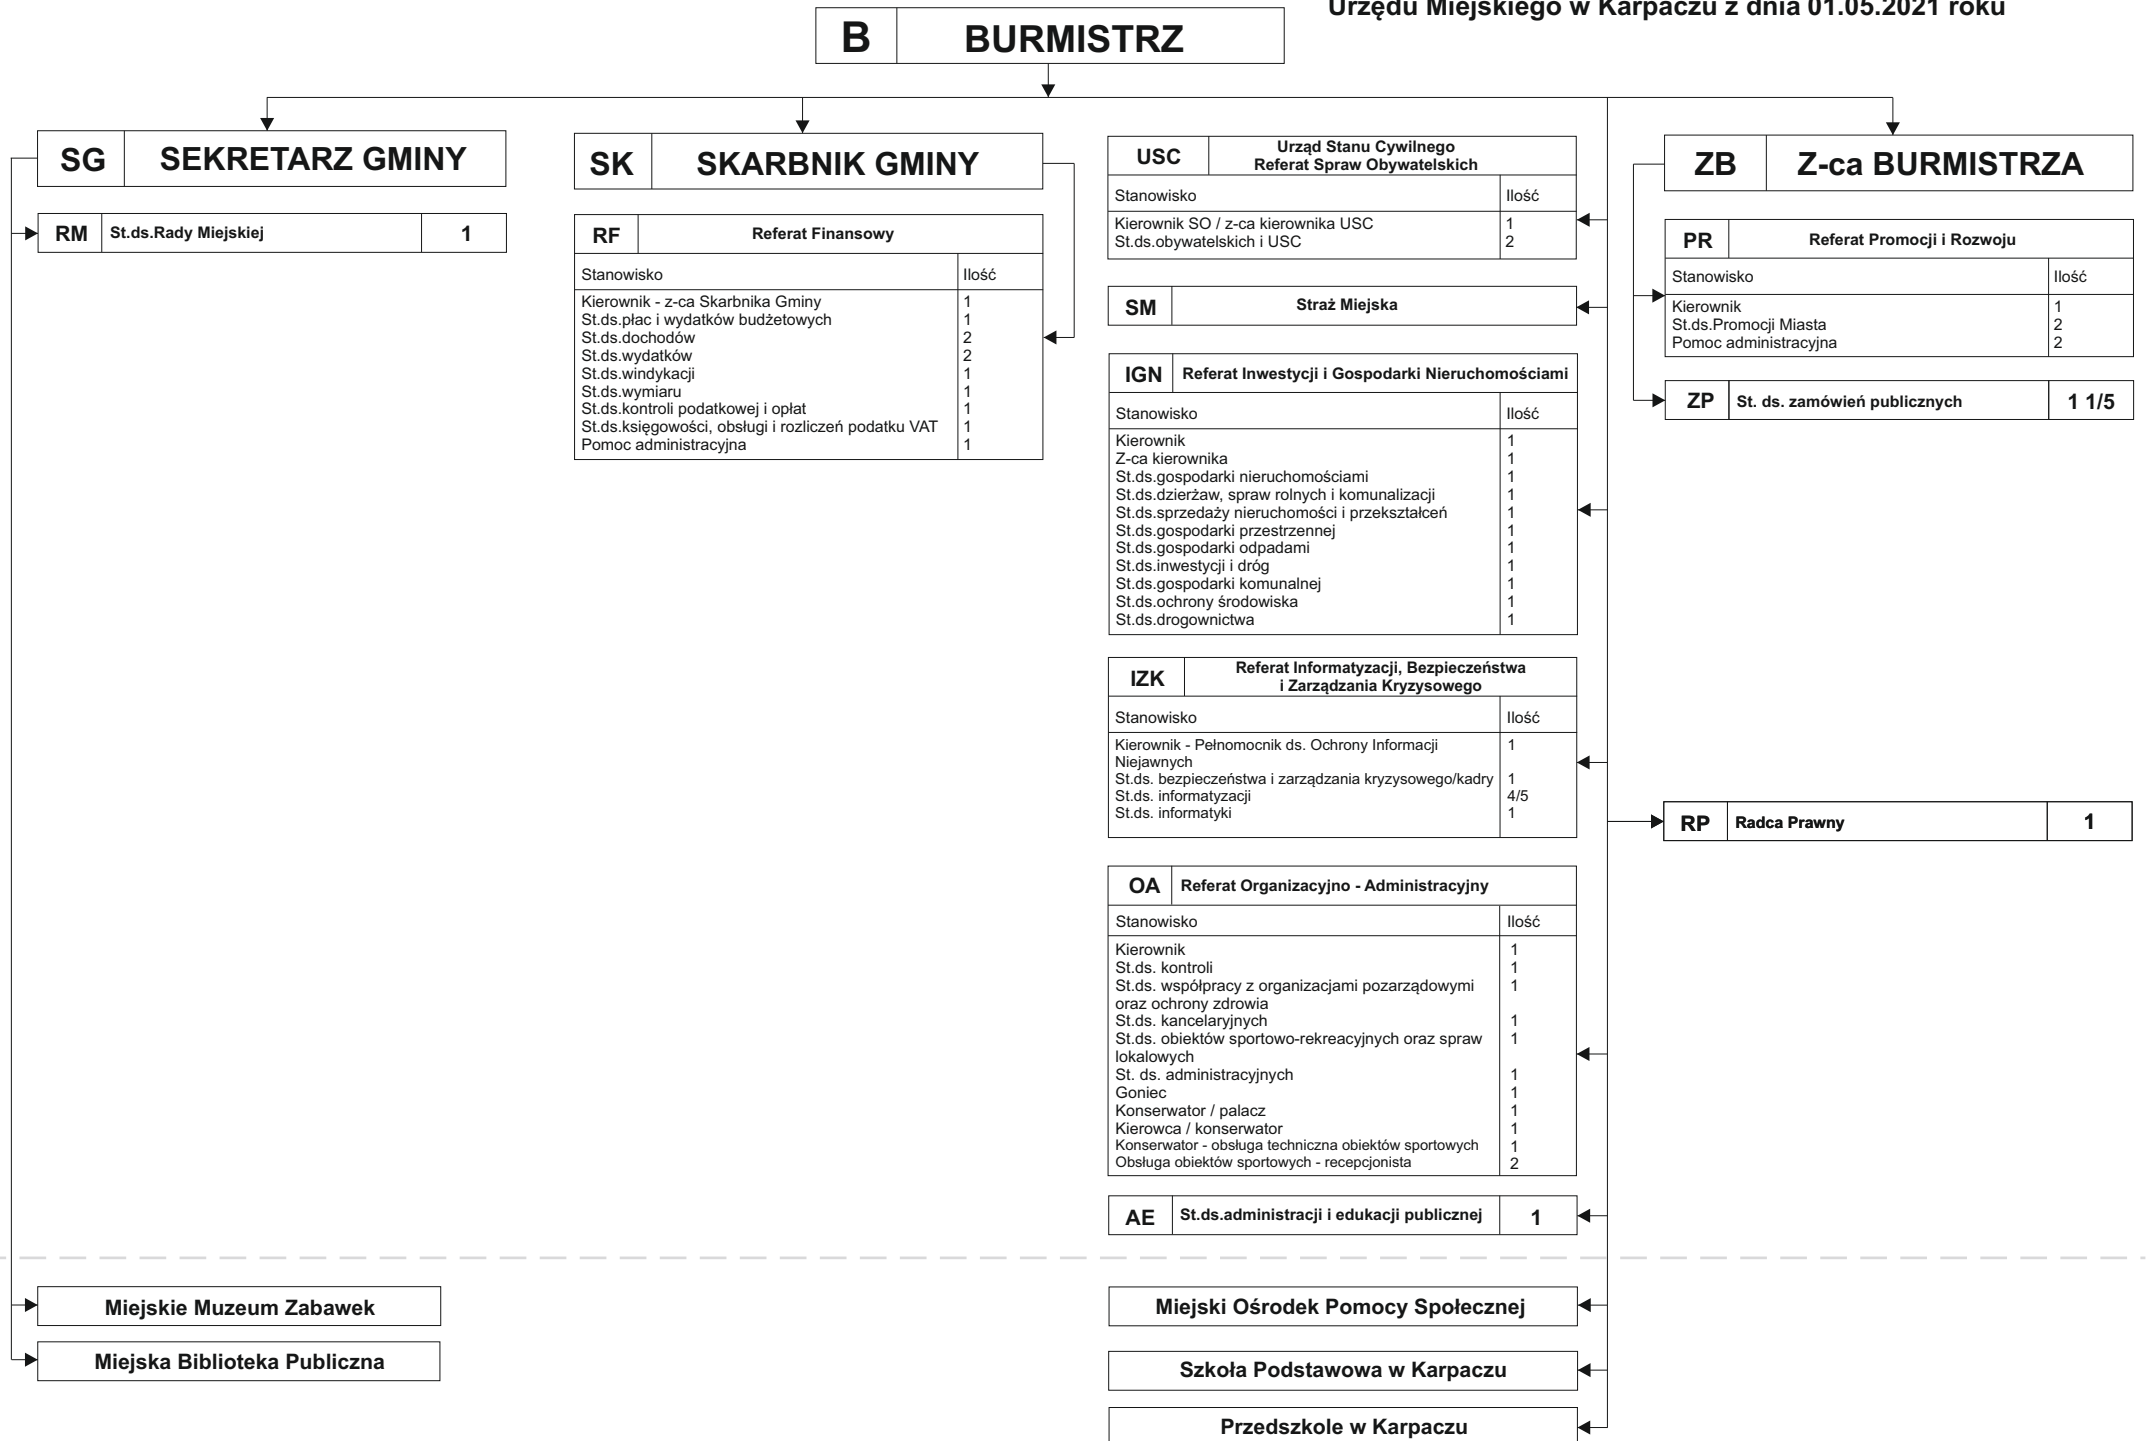 Urzędu Miejskiego w Karpaczu z dnia 01.05.2021 roku
B BURMISTRZ
SG SEKRETARZ GMINY
RM St.ds.Rady Miejskiej 1
SK SKARBNIK GMINY
RF Referat Finansowy
Stanowisko Ilość
Kierownik - z-ca Skarbnika Gminy 1
St.ds.płac i wydatków budżetowych 1
St.ds.dochodów 2
St.ds.wydatków 2
St.ds.windykacji 1
St.ds.wymiaru 1
St.ds.kontroli podatkowej i opłat 1
St.ds.księgowości, obsługi i rozliczeń podatku VAT 1
Pomoc administracyjna 1
USC Urząd Stanu Cywilnego
Referat Spraw Obywatelskich
Stanowisko Ilość
Kierownik SO / z-ca kierownika USC 1
St.ds.obywatelskich i USC 2
SM Straż Miejska
IGN Referat Inwestycji i Gospodarki Nieruchomościami
Stanowisko Ilość
Kierownik 1
Z-ca kierownika 1
St.ds.gospodarki nieruchomościami 1
St.ds.dzierżaw, spraw rolnych i komunalizacji 1
St.ds.sprzedaży nieruchomości i przekształceń 1
St.ds.gospodarki przestrzennej 1
St.ds.gospodarki odpadami 1
St.ds.inwestycji i dróg 1
St.ds.gospodarki komunalnej 1
St.ds.ochrony środowiska 1
St.ds.drogownictwa 1
IZK Referat Informatyzacji, Bezpieczeństwa
i Zarządzania Kryzysowego
Stanowisko Ilość
Kierownik - Pełnomocnik ds. Ochrony Informacji 1
Niejawnych
St.ds. bezpieczeństwa i zarządzania kryzysowego/kadry 1
St.ds. informatyzacji 4/5
St.ds. informatyki 1
OA Referat Organizacyjno - Administracyjny
Stanowisko Ilość
Kierownik 1
St.ds. kontroli 1
St.ds. współpracy z organizacjami pozarządowymi 1
oraz ochrony zdrowia
St.ds. kancelaryjnych 1
St.ds. obiektów sportowo-rekreacyjnych oraz spraw 1
lokalowych
St. ds. administracyjnych 1
Goniec 1
Konserwator / palacz 1
Kierowca / konserwator 1
Konserwator - obsługa techniczna obiektów sportowych 1
Obsługa obiektów sportowych - recepcjonista 2
AE St.ds.administracji i edukacji publicznej 1
ZB Z-ca BURMISTRZA
PR Referat Promocji i Rozwoju
Stanowisko Ilość
Kierownik 1
St.ds.Promocji Miasta 2
Pomoc administracyjna 2
ZP St. ds. zamówień publicznych 1 1/5
RP Radca Prawny 1
Miejskie Muzeum Zabawek
Miejska Biblioteka Publiczna
Miejski Ośrodek Pomocy Społecznej
Szkoła Podstawowa w Karpaczu
Przedszkole w Karpaczu